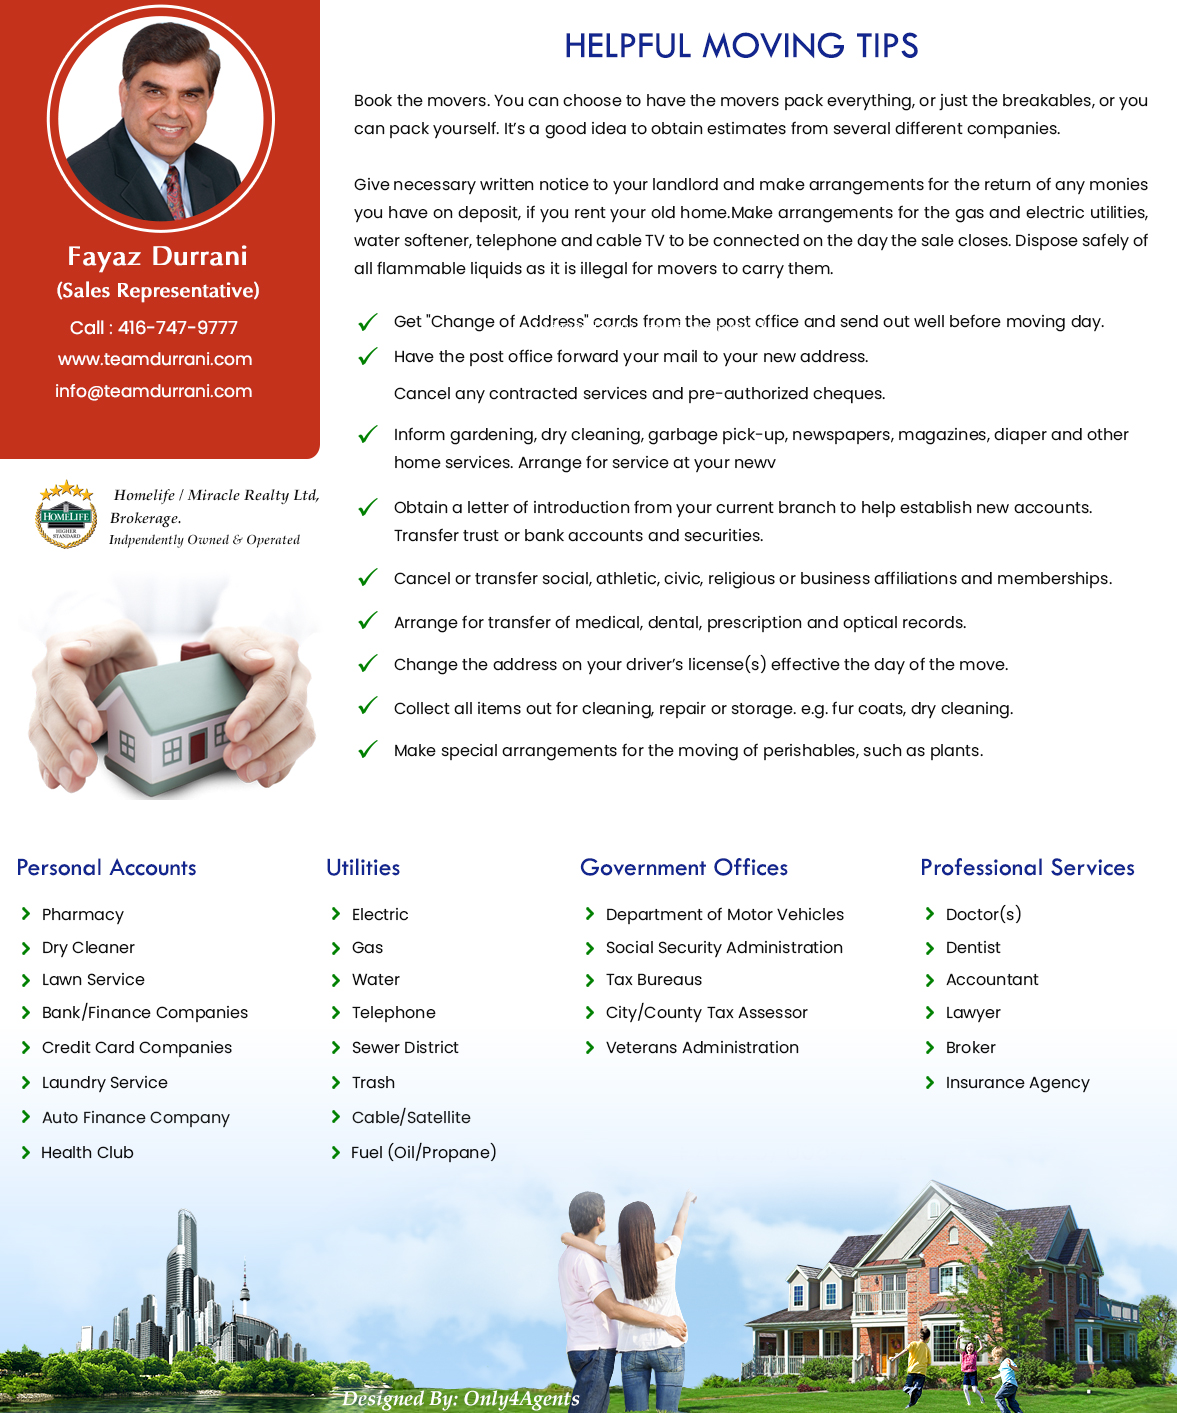 Fayaz Durrani
(Sales Representative)
Call : 416-747-9777
www.teamdurrani.com
info@teamdurrani.com
HOMELIFE
HIGHER
STANDARD
Homelife / Miracle Realty Ltd,
Brokerage.
Indpendently Owned & Operated
HELPFUL MOVING TIPS
Book the movers. You can choose to have the movers pack everything, or just the breakables, or you
can pack yourself. It’s a good idea to obtain estimates from several different companies.
Give necessary written notice to your landlord and make arrangements for the return of any monies
you have on deposit, if you rent your old home.Make arrangements for the gas and electric utilities,
water softener, telephone and cable TV to be connected on the day the sale closes. Dispose safely of
all flammable liquids as it is illegal for movers to carry them.
Get "Change of Address" cards from the post office and send out well before moving day.
Have the post office forward your mail to your new address.
Cancel any contracted services and pre-authorized cheques.
Inform gardening, dry cleaning, garbage pick-up, newspapers, magazines, diaper and other
home services. Arrange for service at your newv
Obtain a letter of introduction from your current branch to help establish new accounts.
Transfer trust or bank accounts and securities.
Cancel or transfer social, athletic, civic, religious or business affiliations and memberships.
Arrange for transfer of medical, dental, prescription and optical records.
Change the address on your driver’s license(s) effective the day of the move.
Collect all items out for cleaning, repair or storage. e.g. fur coats, dry cleaning.
Make special arrangements for the moving of perishables, such as plants.
Personal Accounts
Pharmacy
Dry Cleaner
Lawn Service
Bank/Finance Companies
Credit Card Companies
Laundry Service
Auto Finance Company
Health Club
Utilities
Electric
Gas
Water
Telephone
Sewer District
Trash
Cable/Satellite
Fuel (Oil/Propane)
Government Offices
Department of Motor Vehicles
Social Security Administration
Tax Bureaus
City/County Tax Assessor
Veterans Administration
Professional Services
Doctor(s)
Dentist
Accountant
Lawyer
Broker
Insurance Agency
Designed By: Only4Agents